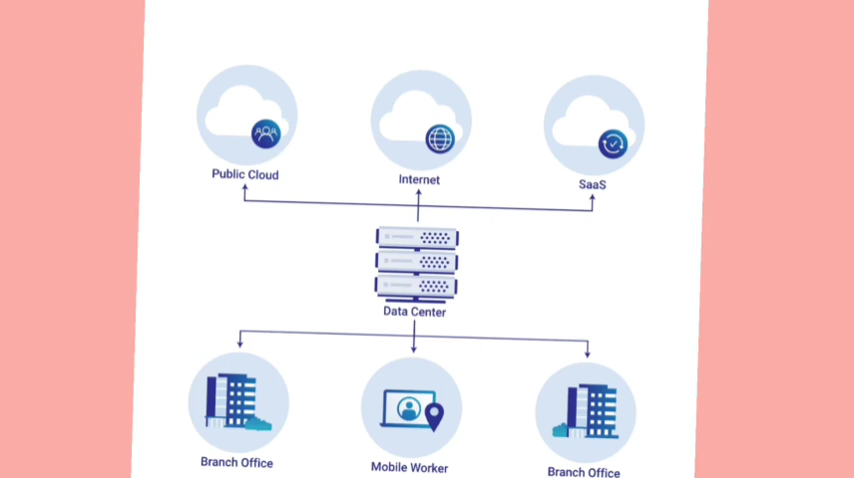 Public Cloud
Internet
SaaS
Data Center
Branch Office
Mobile Worker
Branch Office